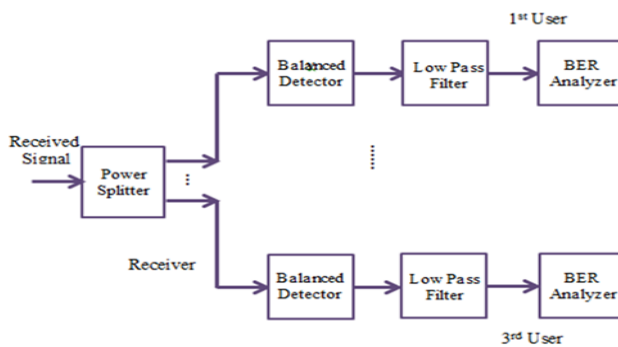 1st User
Balanced
Detector
Low Pass
Filter
BER
Analyzer
Received
Signal
Power
Splitter
Receiver
Balanced
Detector
Low Pass
Filter
BER
Analyzer
3rd User